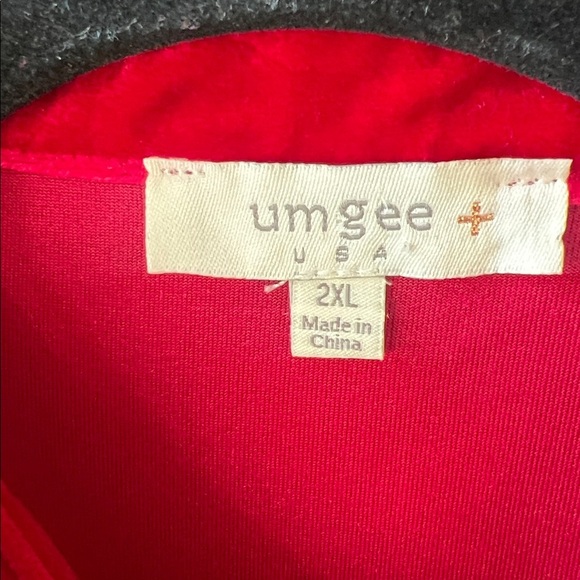 umgee +
USA
2XL
Made in
China